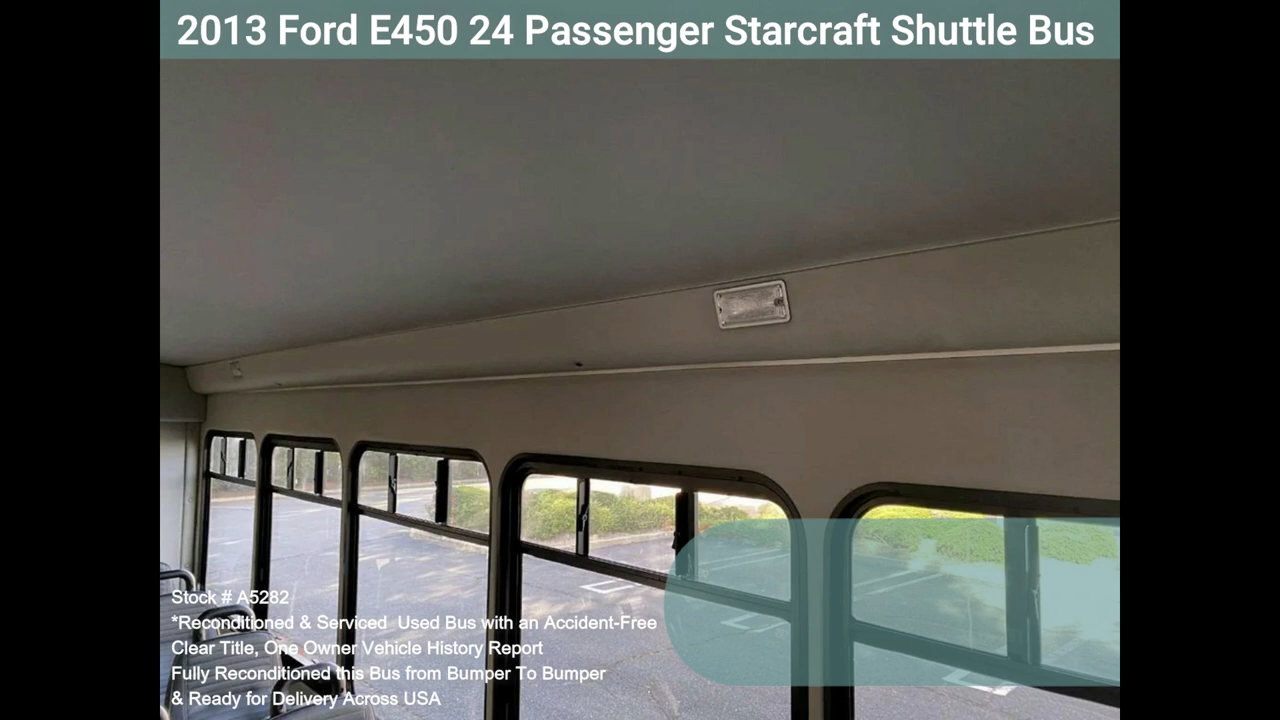 2013 Ford E450 24 Passenger Starcraft Shuttle Bus
Stock # A5282
*Reconditioned & Serviced  Used Bus with an Accident-Free
Clear Title, One Owner Vehicle History Report
Fully Reconditioned this Bus from Bumper To Bumper
& Ready for Delivery Across USA